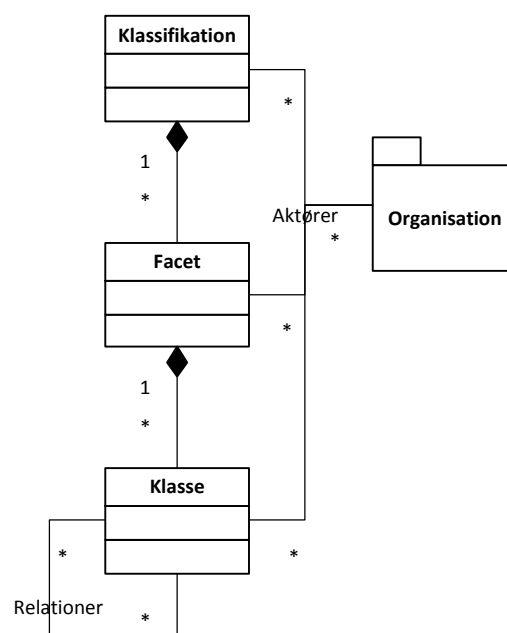 Klassifikation
*
1
*
Aktører
*
Organisation
Facet
*
1
*
Klasse
*
*
Relationer
*